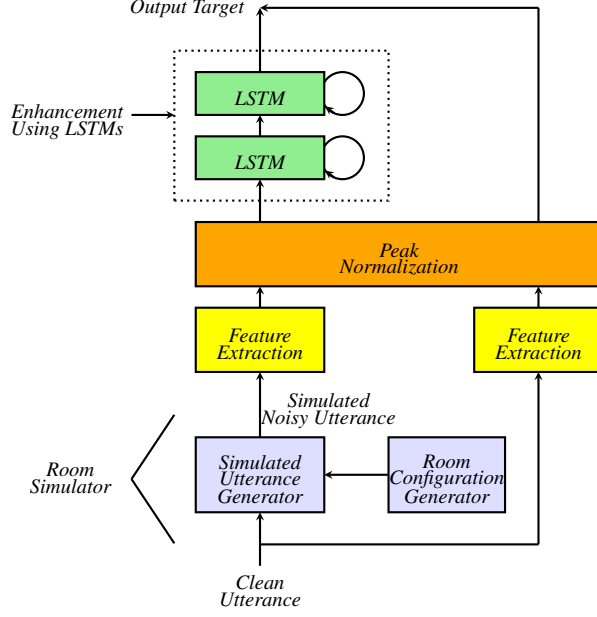 Output Target
LSTM
Enhancement
Using LSTMs
LSTM
Peak
Normalization
Feature
Extraction
Feature
Extraction
Simulated
Noisy Utterance
Room
Simulator
Simulated
Utterance
Generator
Room
Configuration
Generator
Clean
Utterance